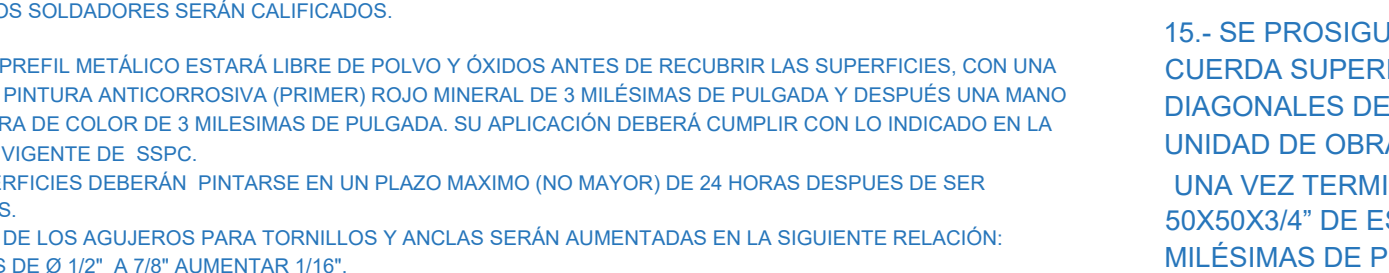 OS SOLDADORES SERÁN CALIFICADOS.
PREFIL METÁLICO ESTARÁ LIBRE DE POLVO Y ÓXIDOS ANTES DE RECUBRIR LAS SUPERFICIES, CON UNA
PINTURA ANTICORROSIVA (PRIMER) ROJO MINERAL DE 3 MILÉSIMAS DE PULGADA Y DESPUÉS UNA MANO
RA DE COLOR DE 3 MILESIMAS DE PULGADA. SU APLICACIÓN DEBERÁ CUMPLIR CON LO INDICADO EN LA
VIGENTE DE SSPC.
ERFICIES DEBERÁN PINTARSE EN UN PLAZO MAXIMO (NO MAYOR) DE 24 HORAS DESPUES DE SER
S.
DE LOS AGUJEROS PARA TORNILLOS Y ANCLAS SERÁN AUMENTADAS EN LA SIGUIENTE RELACIÓN:
S DE Ø 1/2" A 7/8" AUMENTAR 1/16".
15.- SE PROSIGU
CUERDA SUPER
DIAGONALES DE
UNIDAD DE OBRA
UNA VEZ TERMI
50X50X3/4” DE ES
MILÉSIMAS DE P